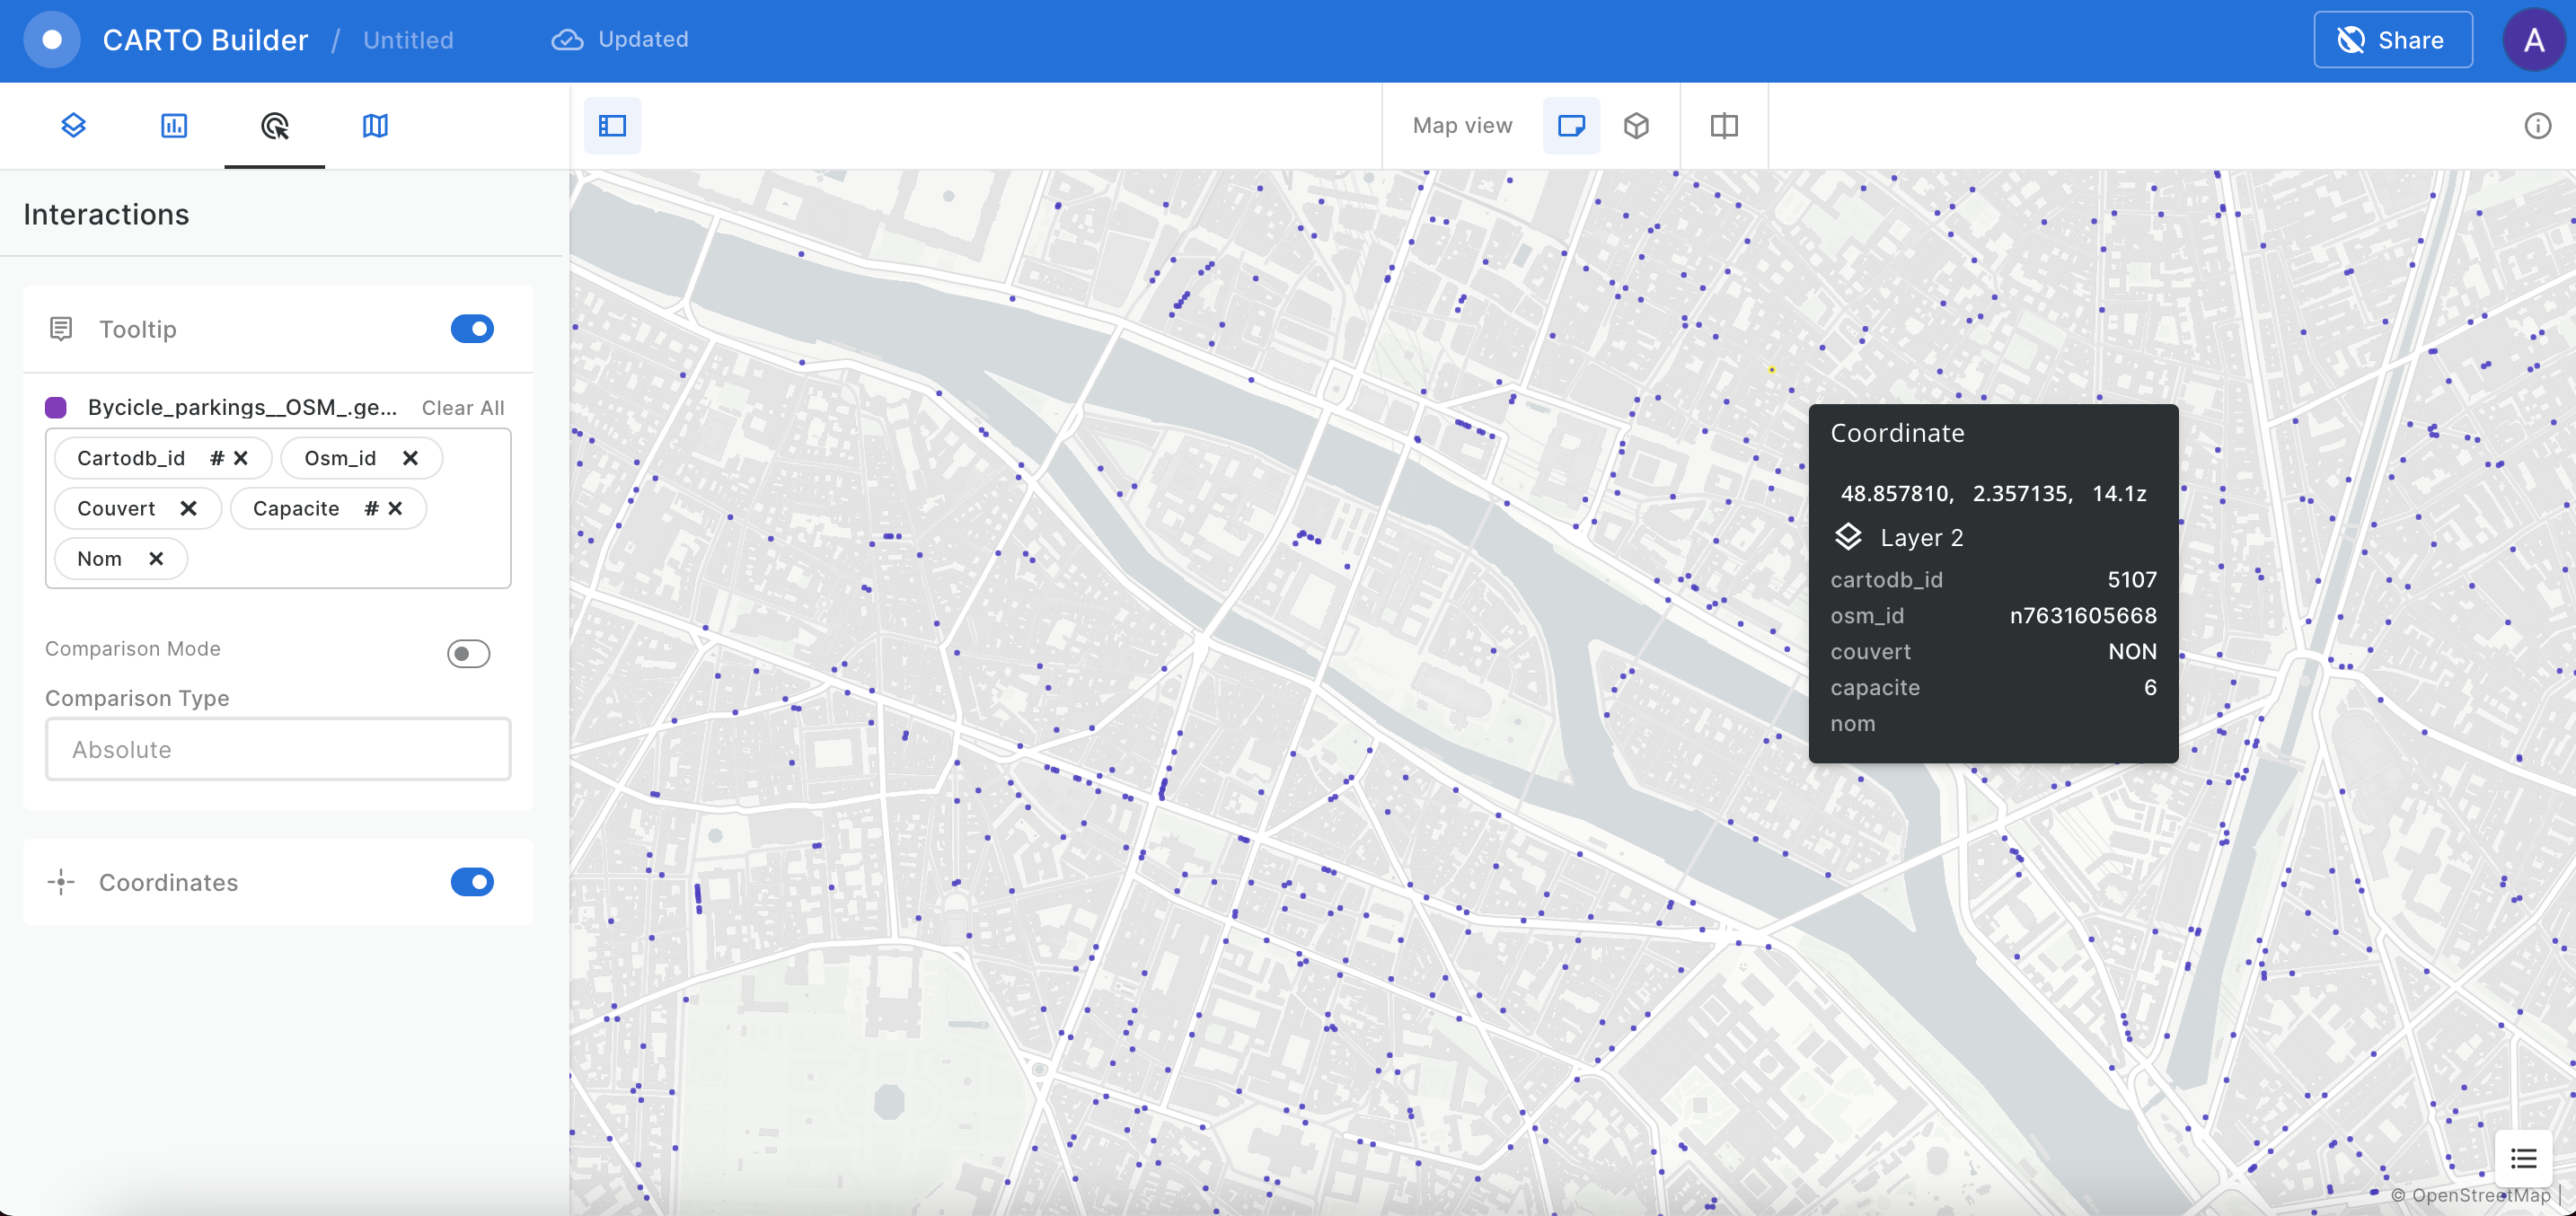 CARTO Builder / Untitled Updated Share A
Map view
Interactions
Tooltip
Bycicle_parkings__OSM_.ge... Clear All
Cartodb_id # Osm_id
Couvert Capacite #
Nom
Comparison Mode
Comparison Type
Absolute
Coordinates
Coordinate
48.857810, 2.357135, 14.1z
Layer 2
cartodb_id 5107
osm_id n7631605668
couvert NON
capacite 6
nom
© OpenStreetMap |